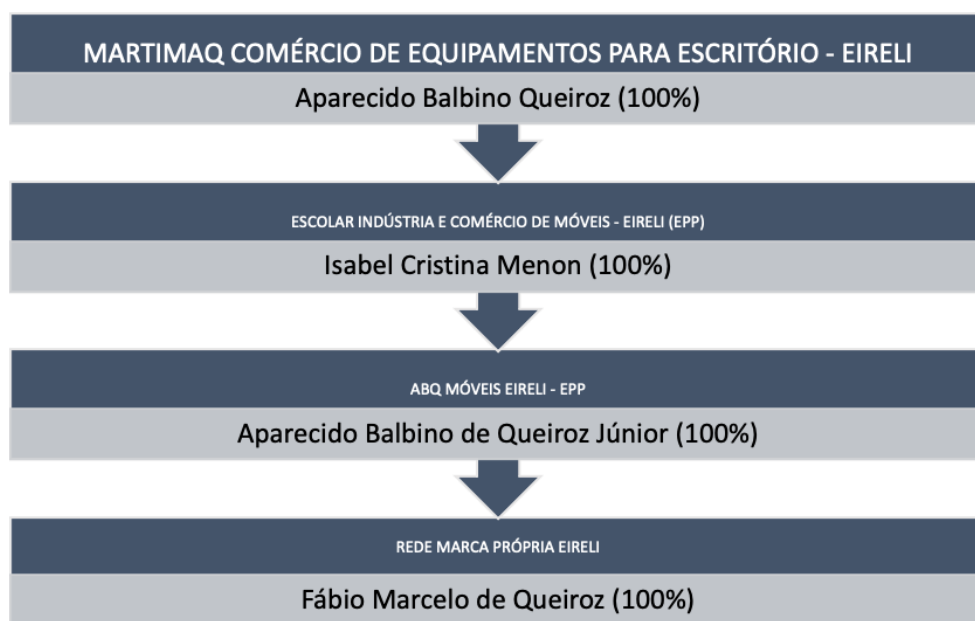 MARTIMAQ COMÉRCIO DE EQUIPAMENTOS PARA ESCRITÓRIO - EIRELI
Aparecido Balbino Queiroz (100%)
ESCOLAR INDÚSTRIA E COMÉRCIO DE MÓVEIS - EIRELI (EPP)
Isabel Cristina Menon (100%)
ABQ MÓVEIS EIRELI - EPP
Aparecido Balbino de Queiroz Júnior (100%)
REDE MARCA PRÓPRIA EIRELI
Fábio Marcelo de Queiroz (100%)